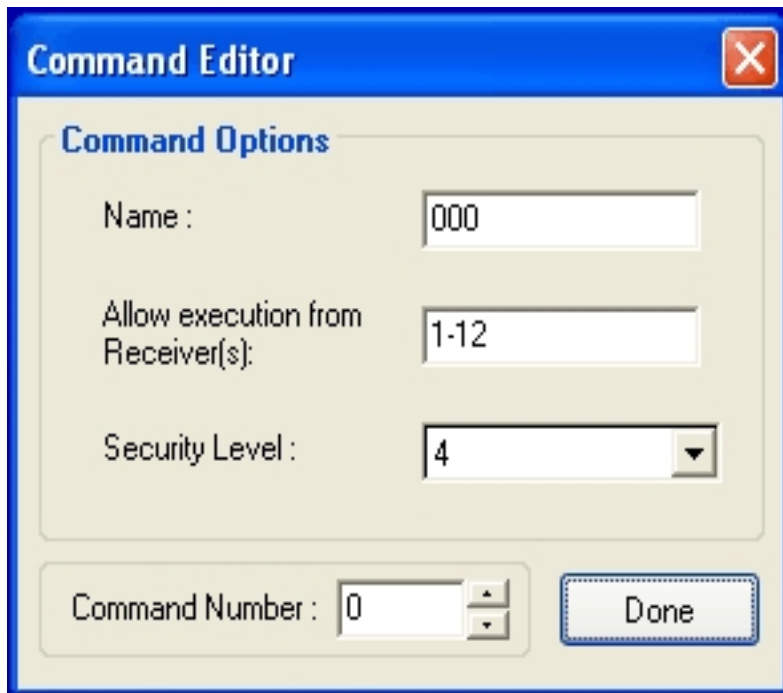 Command Editor
Command Options
Name :
000
Allow execution from
Receiver(s):
1-12
Security Level :
4
Command Number :
0
Done